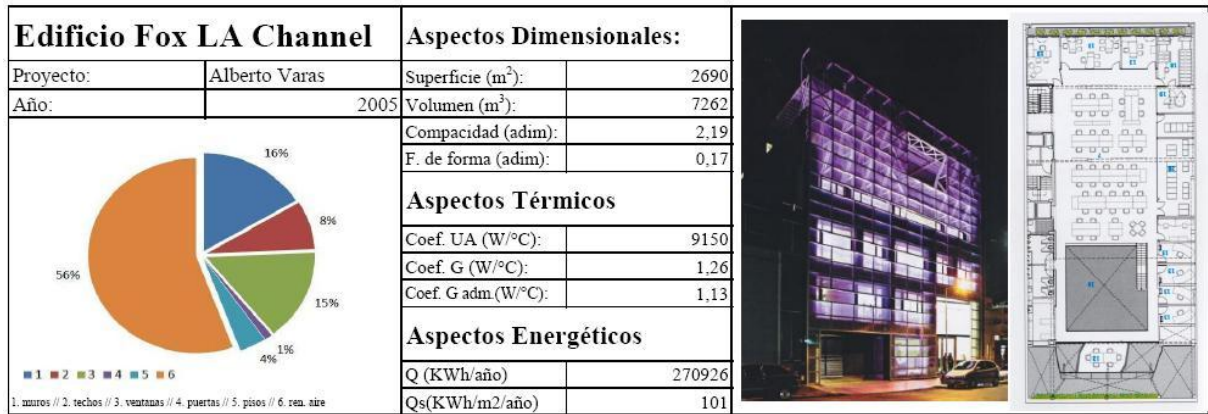 Edificio Fox LA Channel
Proyecto: Alberto Varas
Año: 2005
16%
8%
15%
1%
4%
56%
1 2 3 4 5 6
1. muros // 2. techos // 3. ventanas // 4. puertas // 5. pisos // 6. ren. aire
Aspectos Dimensionales:
Superficie (m²): 2690
Volumen (m³): 7262
Compacidad (adim): 2,19
F. de forma (adim): 0,17
Aspectos Térmicos
Coef. UA (W/°C): 9150
Coef. G (W/°C): 1,26
Coef. G adm.(W/°C): 1,13
Aspectos Energéticos
Q (KWh/año) 270926
Qs(KWh/m2/año) 101